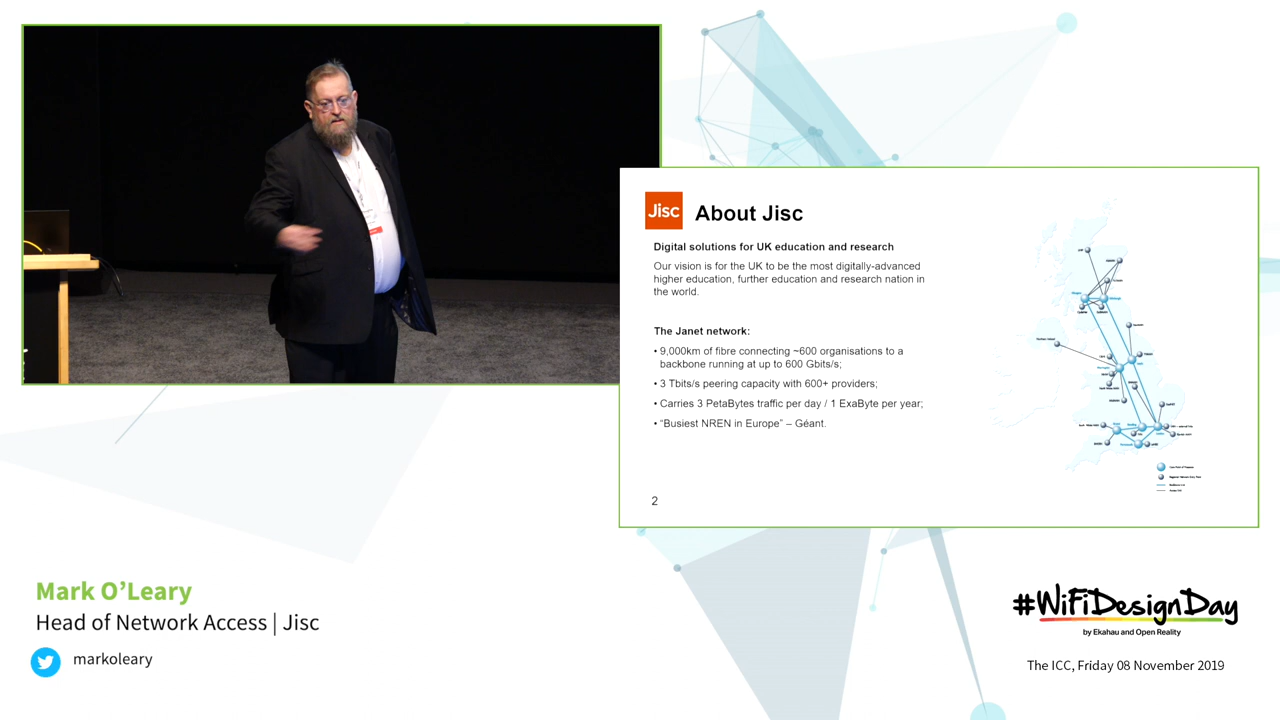 Jisc
About Jisc
Digital solutions for UK education and research
Our vision is for the UK to be the most digitally-advanced
higher education, further education and research nation in
the world.
The Janet network:
• 9,000km of fibre connecting ~600 organisations to a
backbone running at up to 600 Gbits/s;
• 3 Tbits/s peering capacity with 600+ providers;
• Carries 3 PetaBytes traffic per day / 1 ExaByte per year;
• “Busiest NREN in Europe” – Géant.
2
Mark O’Leary
Head of Network Access | Jisc
markoleary
#WiFiDesignDay
by Ekahau and Open Reality
The ICC, Friday 08 November 2019